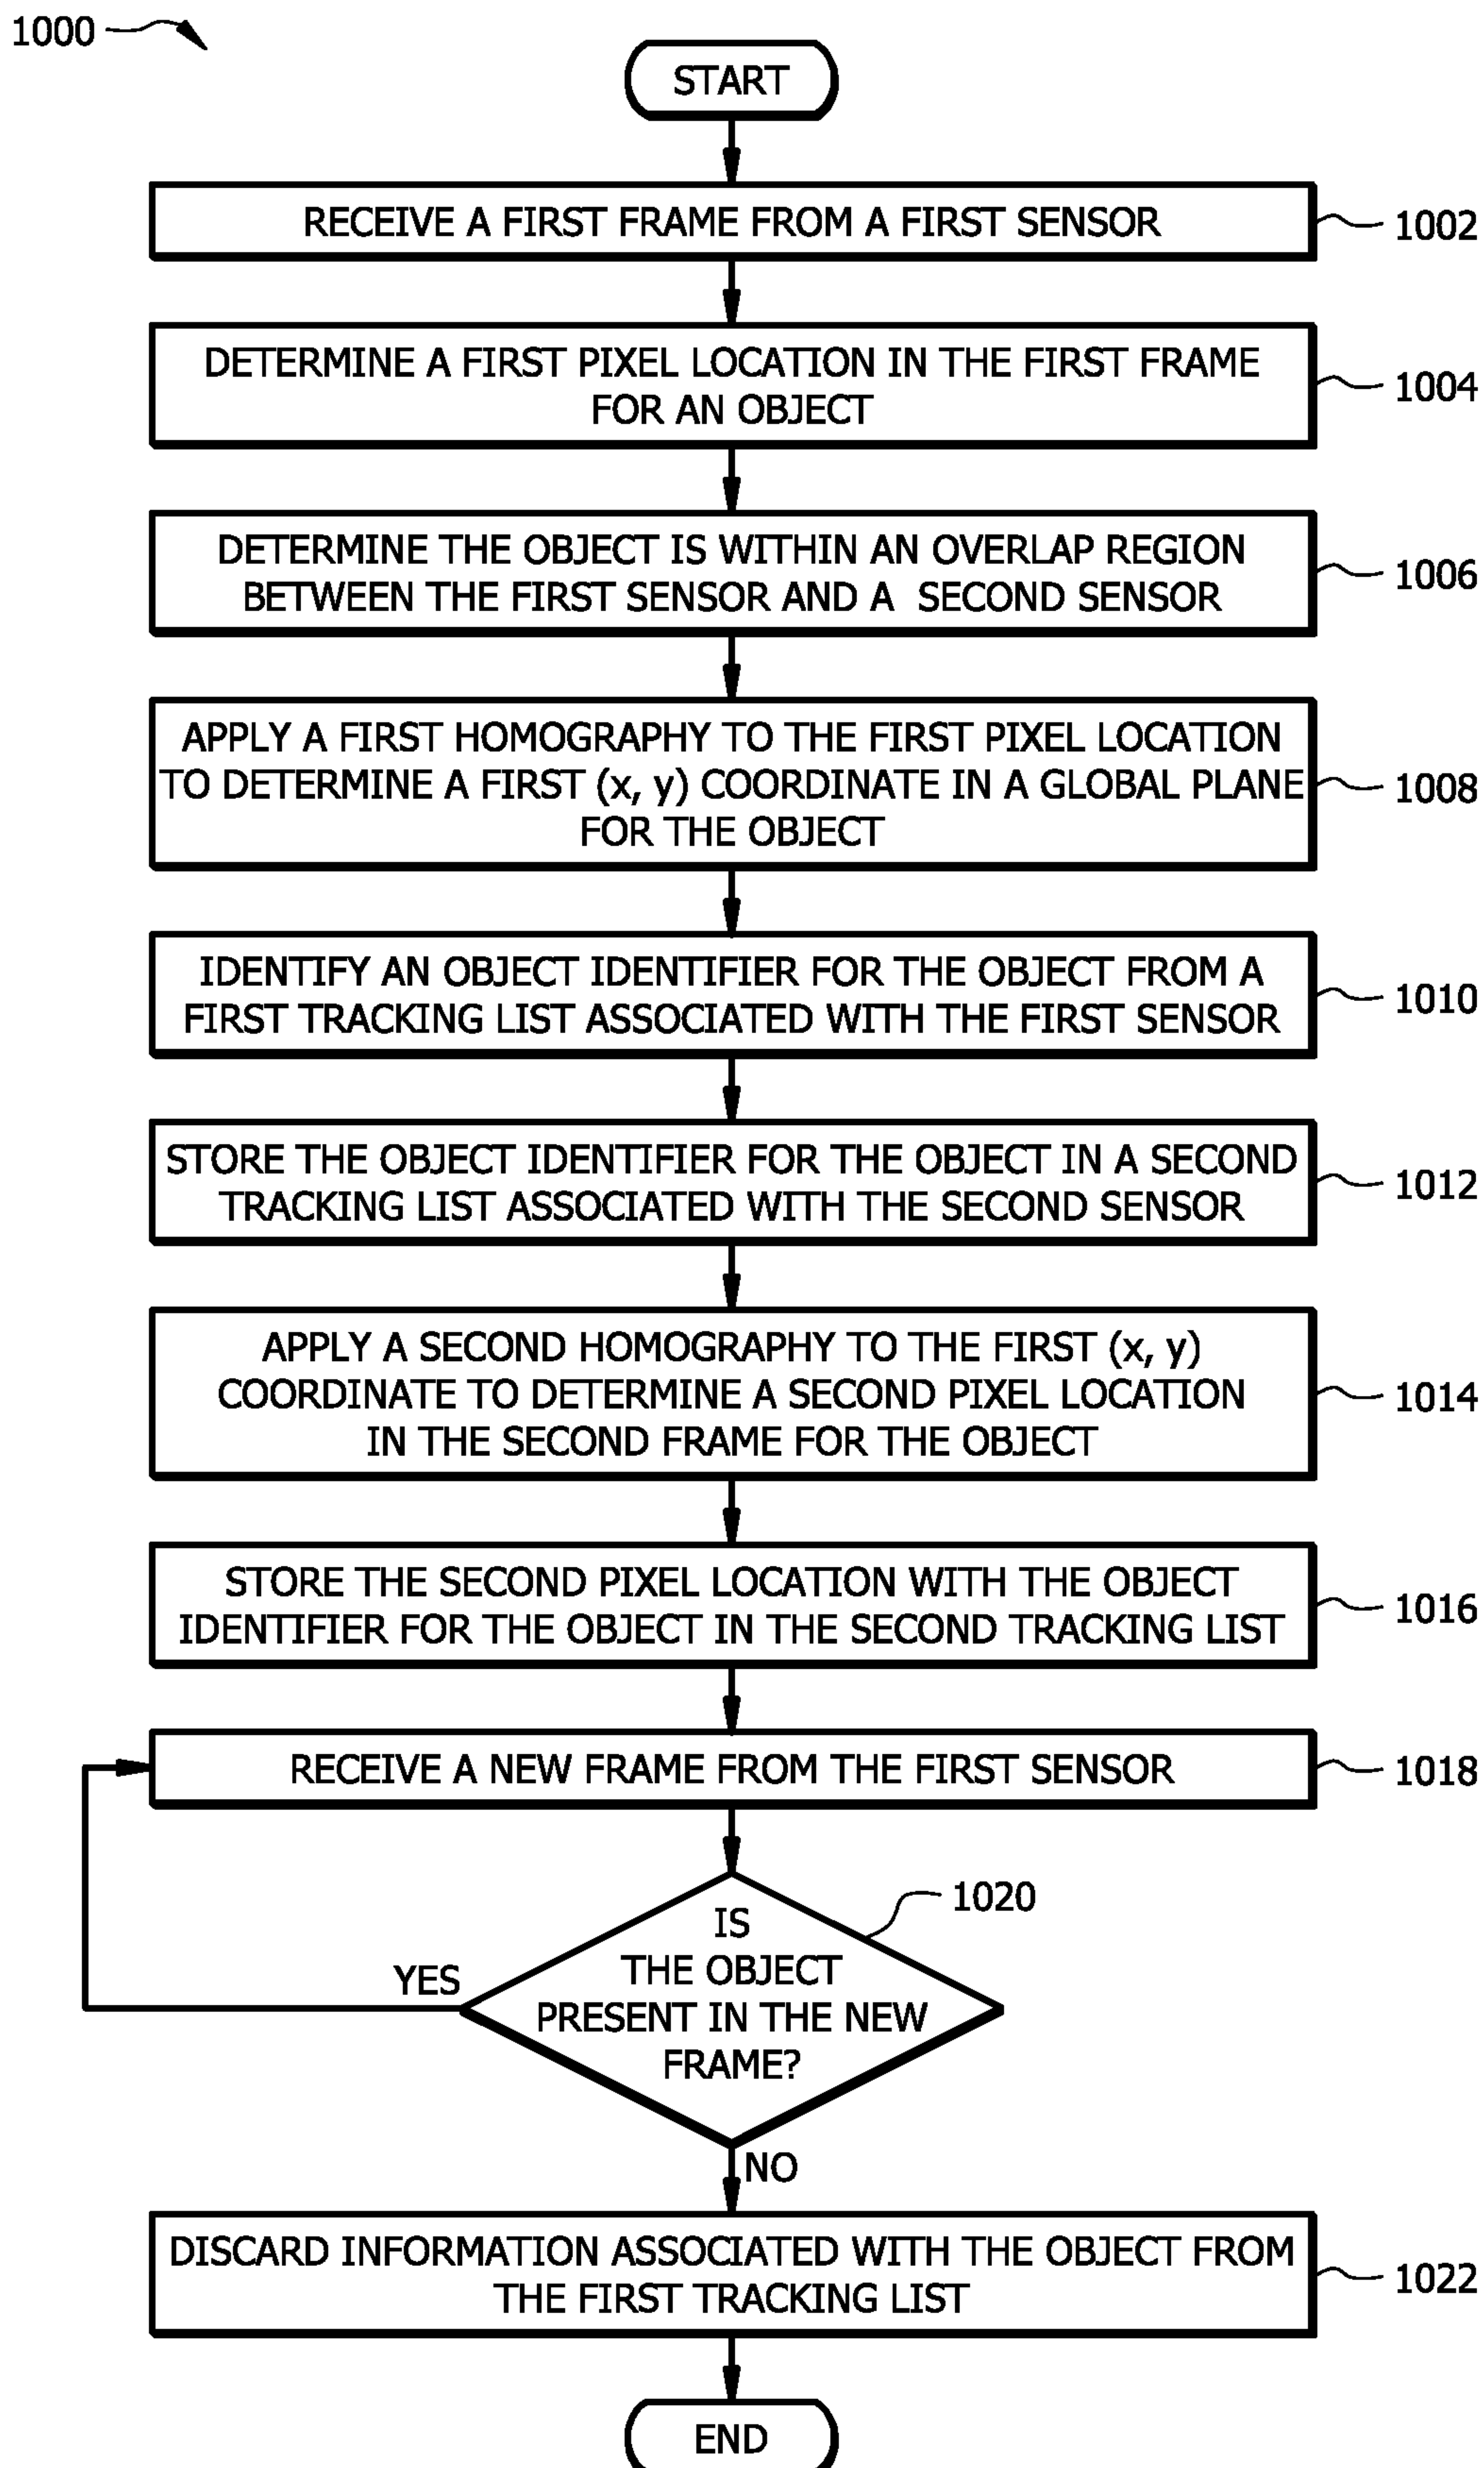 1000
START
RECEIVE A FIRST FRAME FROM A FIRST SENSOR
1002
DETERMINE A FIRST PIXEL LOCATION IN THE FIRST FRAME
FOR AN OBJECT
1004
DETERMINE THE OBJECT IS WITHIN AN OVERLAP REGION
BETWEEN THE FIRST SENSOR AND A SECOND SENSOR
1006
APPLY A FIRST HOMOGRAPHY TO THE FIRST PIXEL LOCATION
TO DETERMINE A FIRST (x, y) COORDINATE IN A GLOBAL PLANE
FOR THE OBJECT
1008
IDENTIFY AN OBJECT IDENTIFIER FOR THE OBJECT FROM A
FIRST TRACKING LIST ASSOCIATED WITH THE FIRST SENSOR
1010
STORE THE OBJECT IDENTIFIER FOR THE OBJECT IN A SECOND
TRACKING LIST ASSOCIATED WITH THE SECOND SENSOR
1012
APPLY A SECOND HOMOGRAPHY TO THE FIRST (x, y)
COORDINATE TO DETERMINE A SECOND PIXEL LOCATION
IN THE SECOND FRAME FOR THE OBJECT
1014
STORE THE SECOND PIXEL LOCATION WITH THE OBJECT
IDENTIFIER FOR THE OBJECT IN THE SECOND TRACKING LIST
1016
RECEIVE A NEW FRAME FROM THE FIRST SENSOR
1018
IS
THE OBJECT
PRESENT IN THE NEW
FRAME?
1020
YES
NO
DISCARD INFORMATION ASSOCIATED WITH THE OBJECT FROM
THE FIRST TRACKING LIST
1022
END